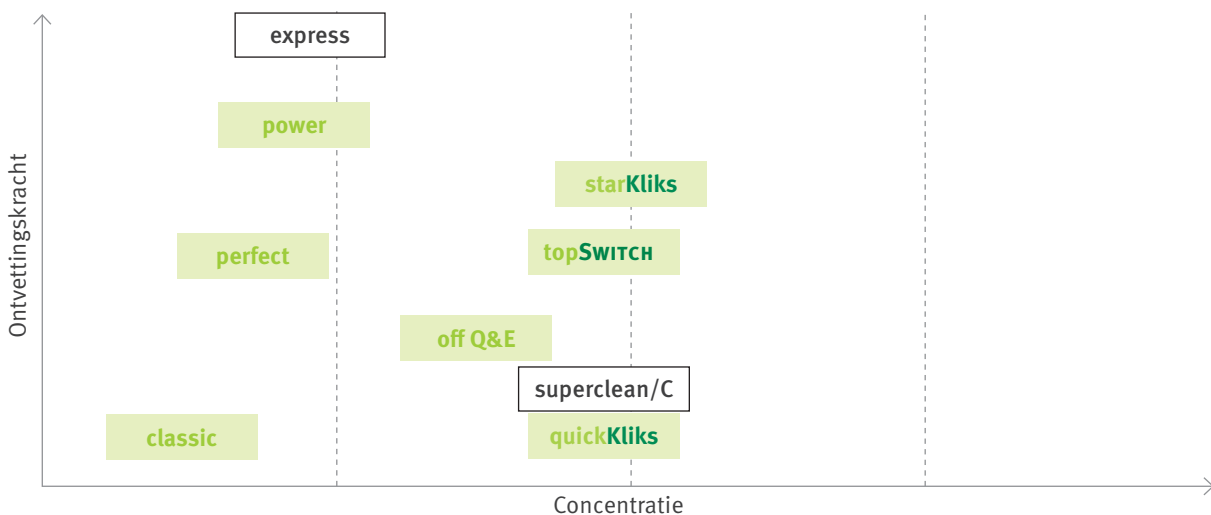 express
power
starKliks
perfect
topSWITCH
off Q&E
superclean/C
classic
quickKliks
Ontvettingskracht
Concentratie